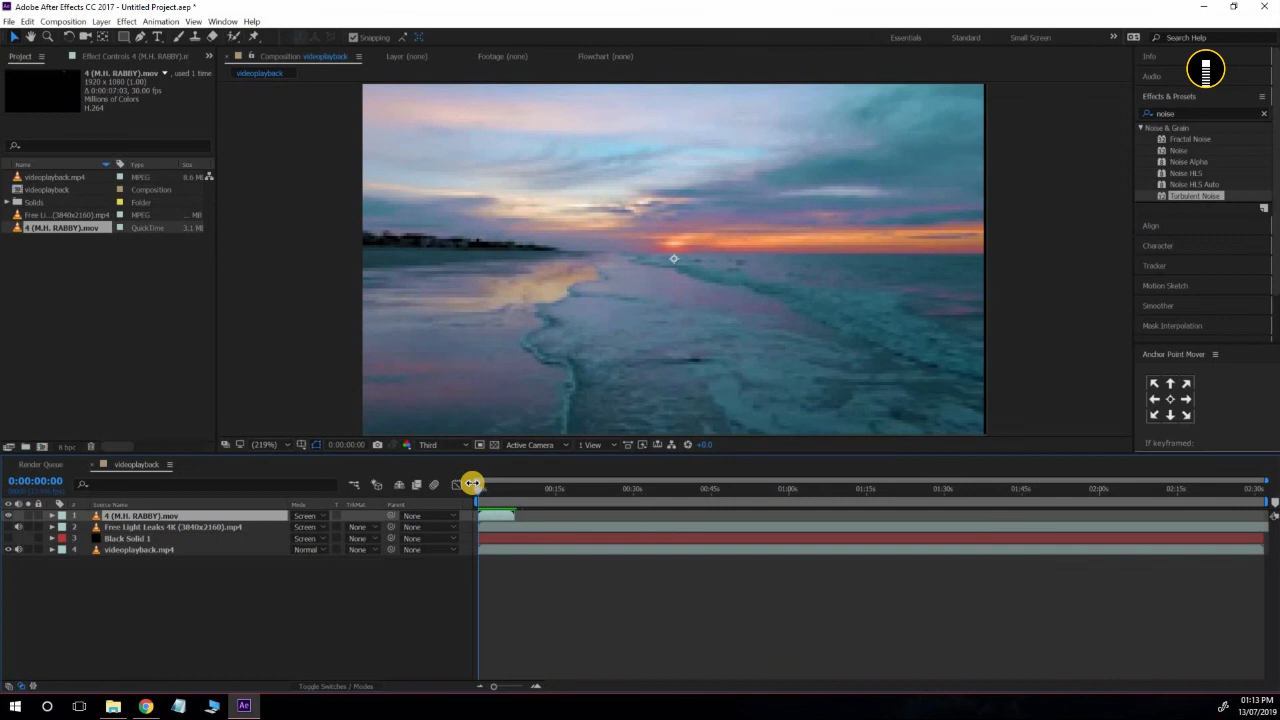 Adobe After Effects CC 2017 - Untitled Project.aep *
File Edit Composition Layer Effect Animation View Window Help
Snapping Essentials Standard Small Screen Search Help
Project Effect Controls 4 (M.H. RABBY).m Composition videoplayback Layer (none) Footage (none) Flowchart (none) Info
videoplayback
4 (M.H. RABBY).mov , used 1 time
1920 x 1080 (1.00)
Δ 0:00:07:03, 30.00 fps
Millions of Colors
H.264
Audio
Effects & Presets
noise
Noise & Grain
Fractal Noise
Noise
Noise Alpha
Noise HLS
Noise HLS Auto
Turbulent Noise
Name Type Siz
videoplayback.mp4 MPEG 8.6 M
videoplayback Composition
Solids Folder
Free Li...(3840x2160).mp4 MPEG ... MB
4 (M.H. RABBY).mov QuickTime 3.1 M
Align
Character
Tracker
Motion Sketch
Smoother
Mask Interpolation
Anchor Point Mover
If keyframed:
8 bpc
(219%) 0:00:00:00 Third Active Camera 1 View +0.0
Render Queue videoplayback
0:00:00:00
00:15s 00:30s 00:45s 01:00s 01:15s 01:30s 01:45s 02:00s 02:15s 02:30s
# Source Name Mode T TrkMat Parent
1 4 (M.H. RABBY).mov Screen None
2 Free Light Leaks 4K (3840x2160).mp4 Screen None None
3 Black Solid 1 Screen None None
4 videoplayback.mp4 Normal None None
Toggle Switches / Modes
Ae
01:13 PM
13/07/2019